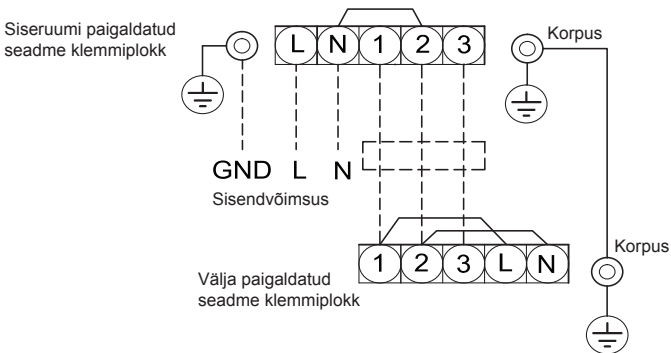 Siseruumi paigaldatud
seadme klemmiplokk
L N 1 2 3
Korpus
GND L N
Sisendvõimsus
Korpus
1 2 3 L N
Välja paigaldatud
seadme klemmiplokk